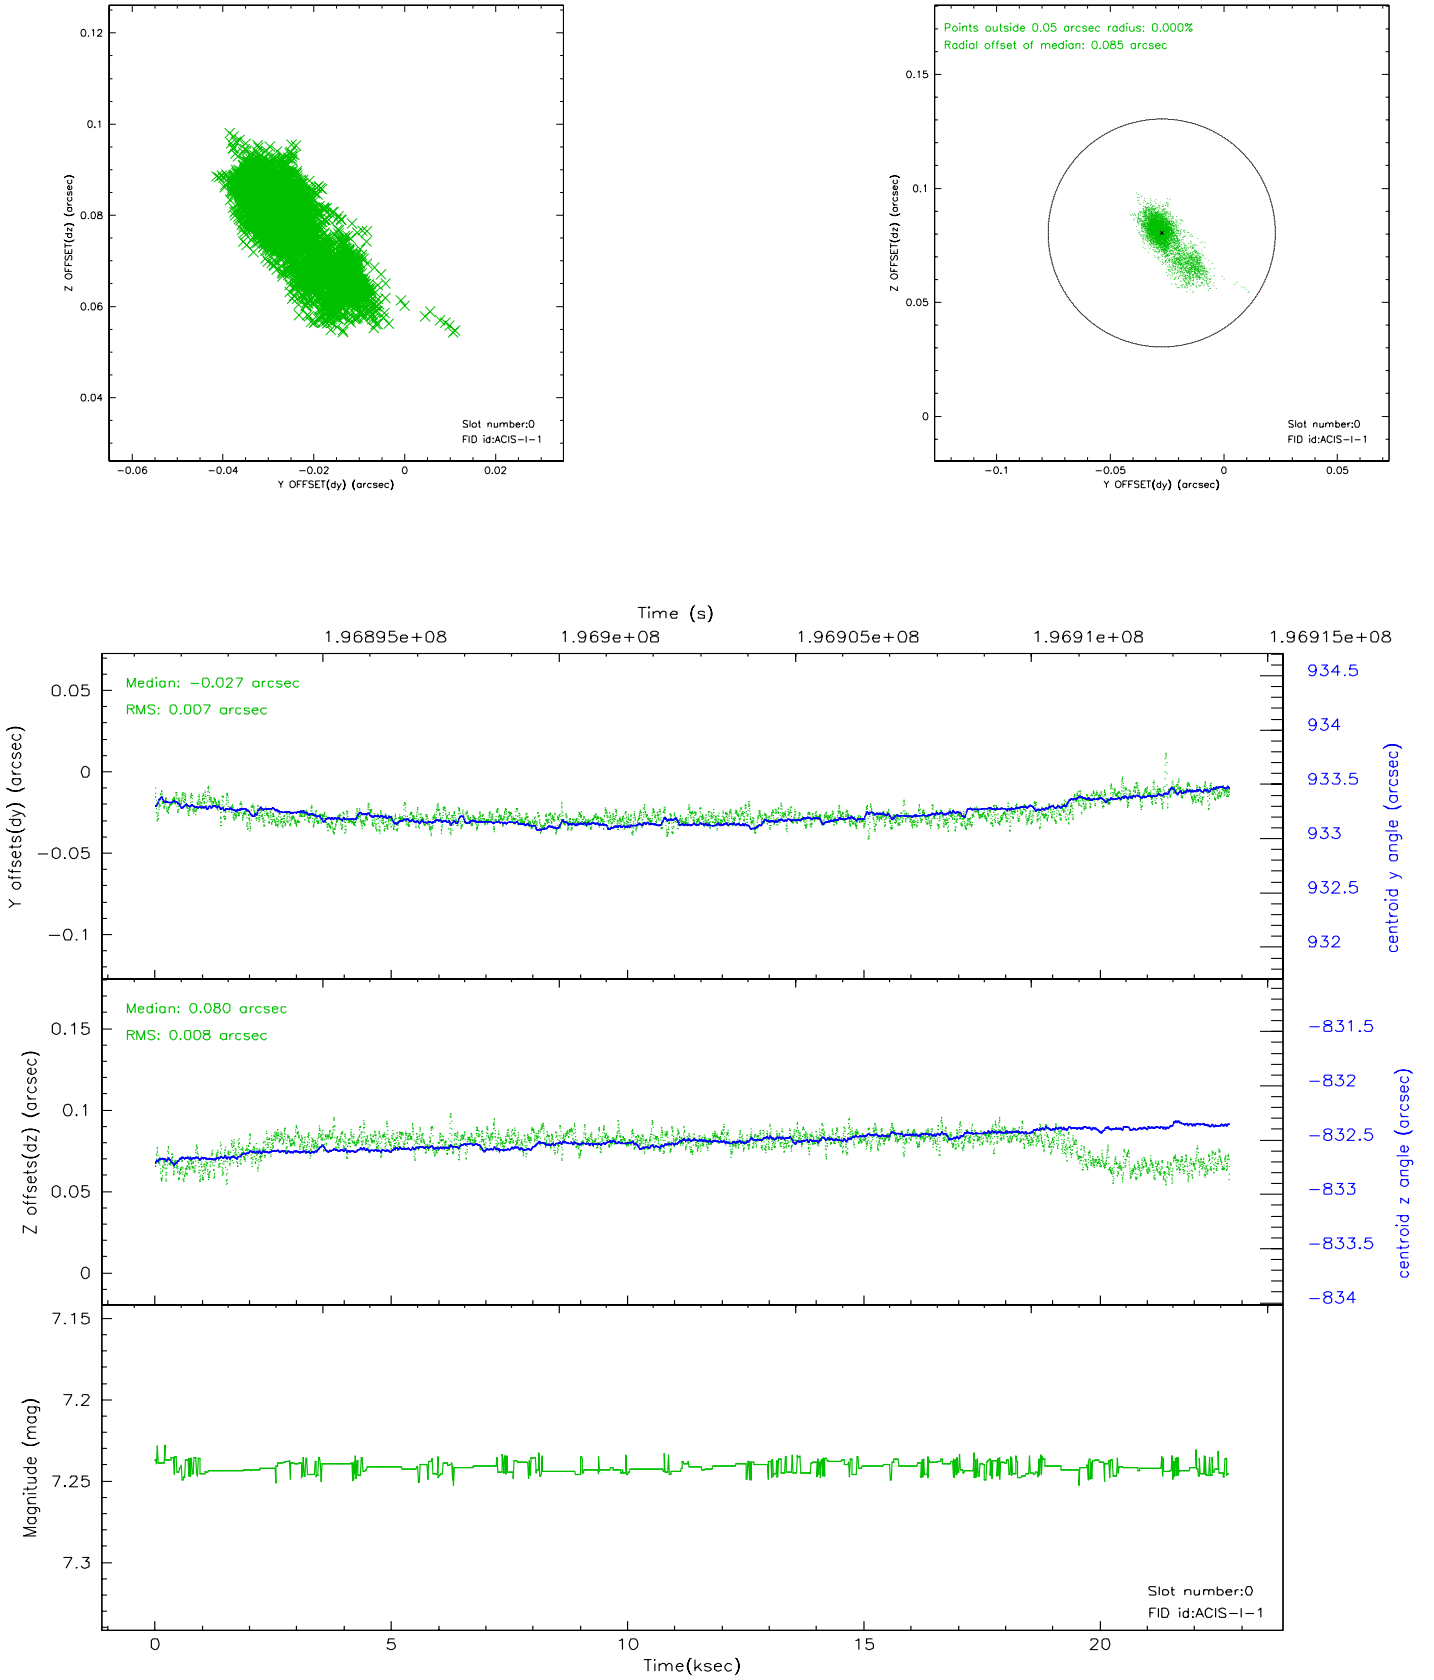 0.12
0.1
0.08
0.06
0.04
Z OFFSET(dz) (arcsec)
Slot number:0
FID id:ACIS-I-1
-0.06
-0.04
-0.02
0
0.02
Y OFFSET(dy) (arcsec)
Points outside 0.05 arcsec radius: 0.000%
Radial offset of median: 0.085 arcsec
0.15
0.1
0.05
0
Z OFFSET(dz) (arcsec)
Slot number:0
FID id:ACIS-I-1
-0.1
-0.05
0
0.05
Y OFFSET(dy) (arcsec)
Time (s)
1.96895e+08
1.969e+08
1.96905e+08
1.9691e+08
1.96915e+08
Median: -0.027 arcsec
RMS: 0.007 arcsec
0.05
0
-0.05
-0.1
Y offsets(dy) (arcsec)
934.5
934
933.5
933
932.5
932
centroid y angle (arcsec)
Median: 0.080 arcsec
RMS: 0.008 arcsec
0.15
0.1
0.05
0
Z offsets(dz) (arcsec)
-831.5
-832
-832.5
-833
-833.5
-834
centroid z angle (arcsec)
7.15
7.2
7.25
7.3
Magnitude (mag)
Slot number:0
FID id:ACIS-I-1
0
5
10
15
20
Time(ksec)